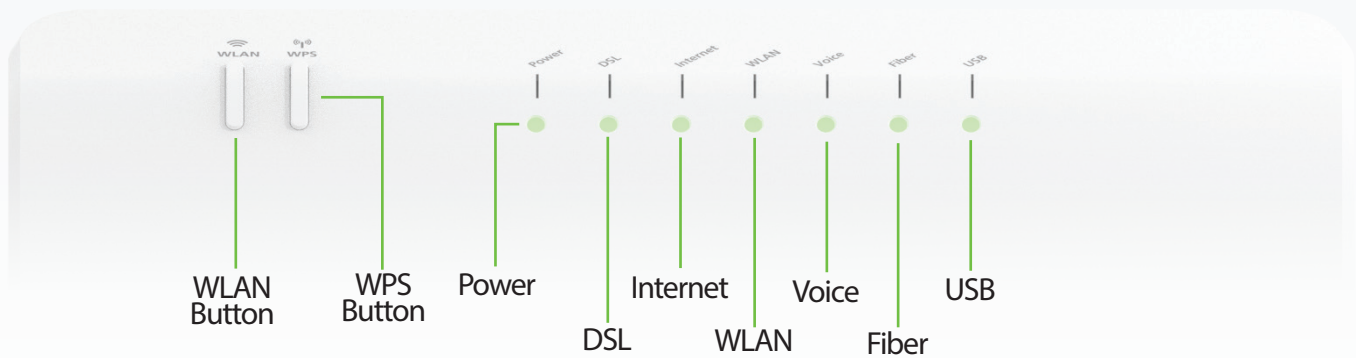 WLAN
WPS
Power
DSL
Internet
WLAN
Voice
Fiber
USB
WLAN
Button
WPS
Button
Power
DSL
Internet
WLAN
Voice
Fiber
USB